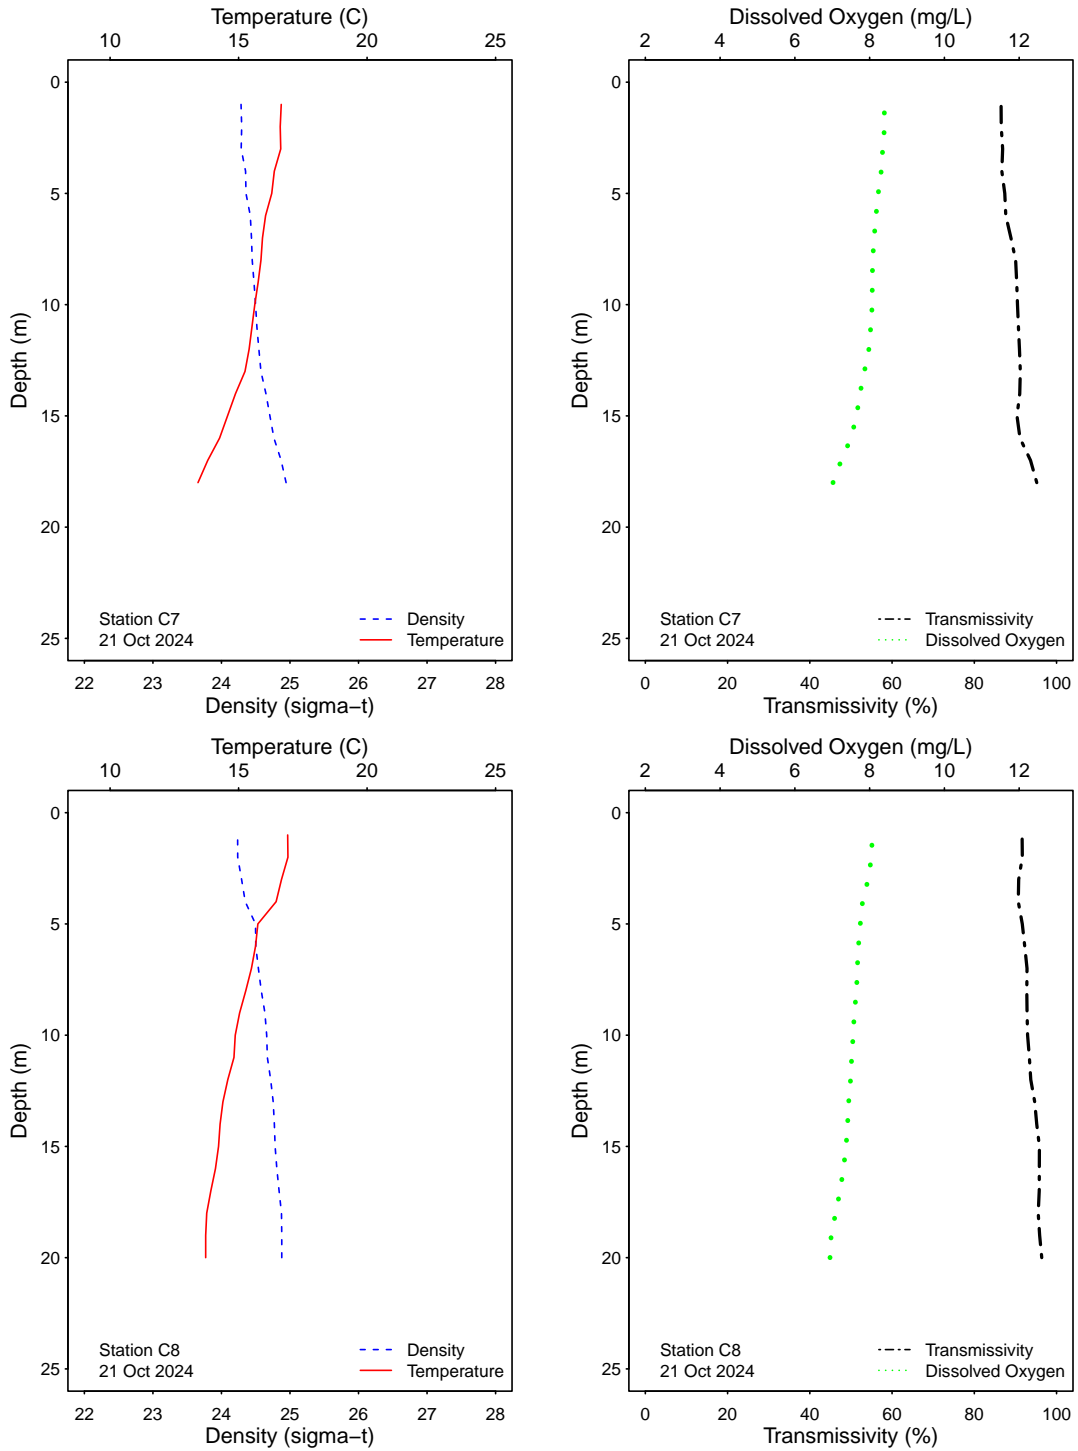 Temperature (C)
10 15 20 25
0
5
10
15
20
25
Depth (m)
Station C7
21 Oct 2024
Density
Temperature
22 23 24 25 26 27 28
Density (sigma−t)
Dissolved Oxygen (mg/L)
2 4 6 8 10 12
0
5
10
15
20
25
Depth (m)
Station C7
21 Oct 2024
Transmissivity
Dissolved Oxygen
0 20 40 60 80 100
Transmissivity (%)
Temperature (C)
10 15 20 25
0
5
10
15
20
25
Depth (m)
Station C8
21 Oct 2024
Density
Temperature
22 23 24 25 26 27 28
Density (sigma−t)
Dissolved Oxygen (mg/L)
2 4 6 8 10 12
0
5
10
15
20
25
Depth (m)
Station C8
21 Oct 2024
Transmissivity
Dissolved Oxygen
0 20 40 60 80 100
Transmissivity (%)